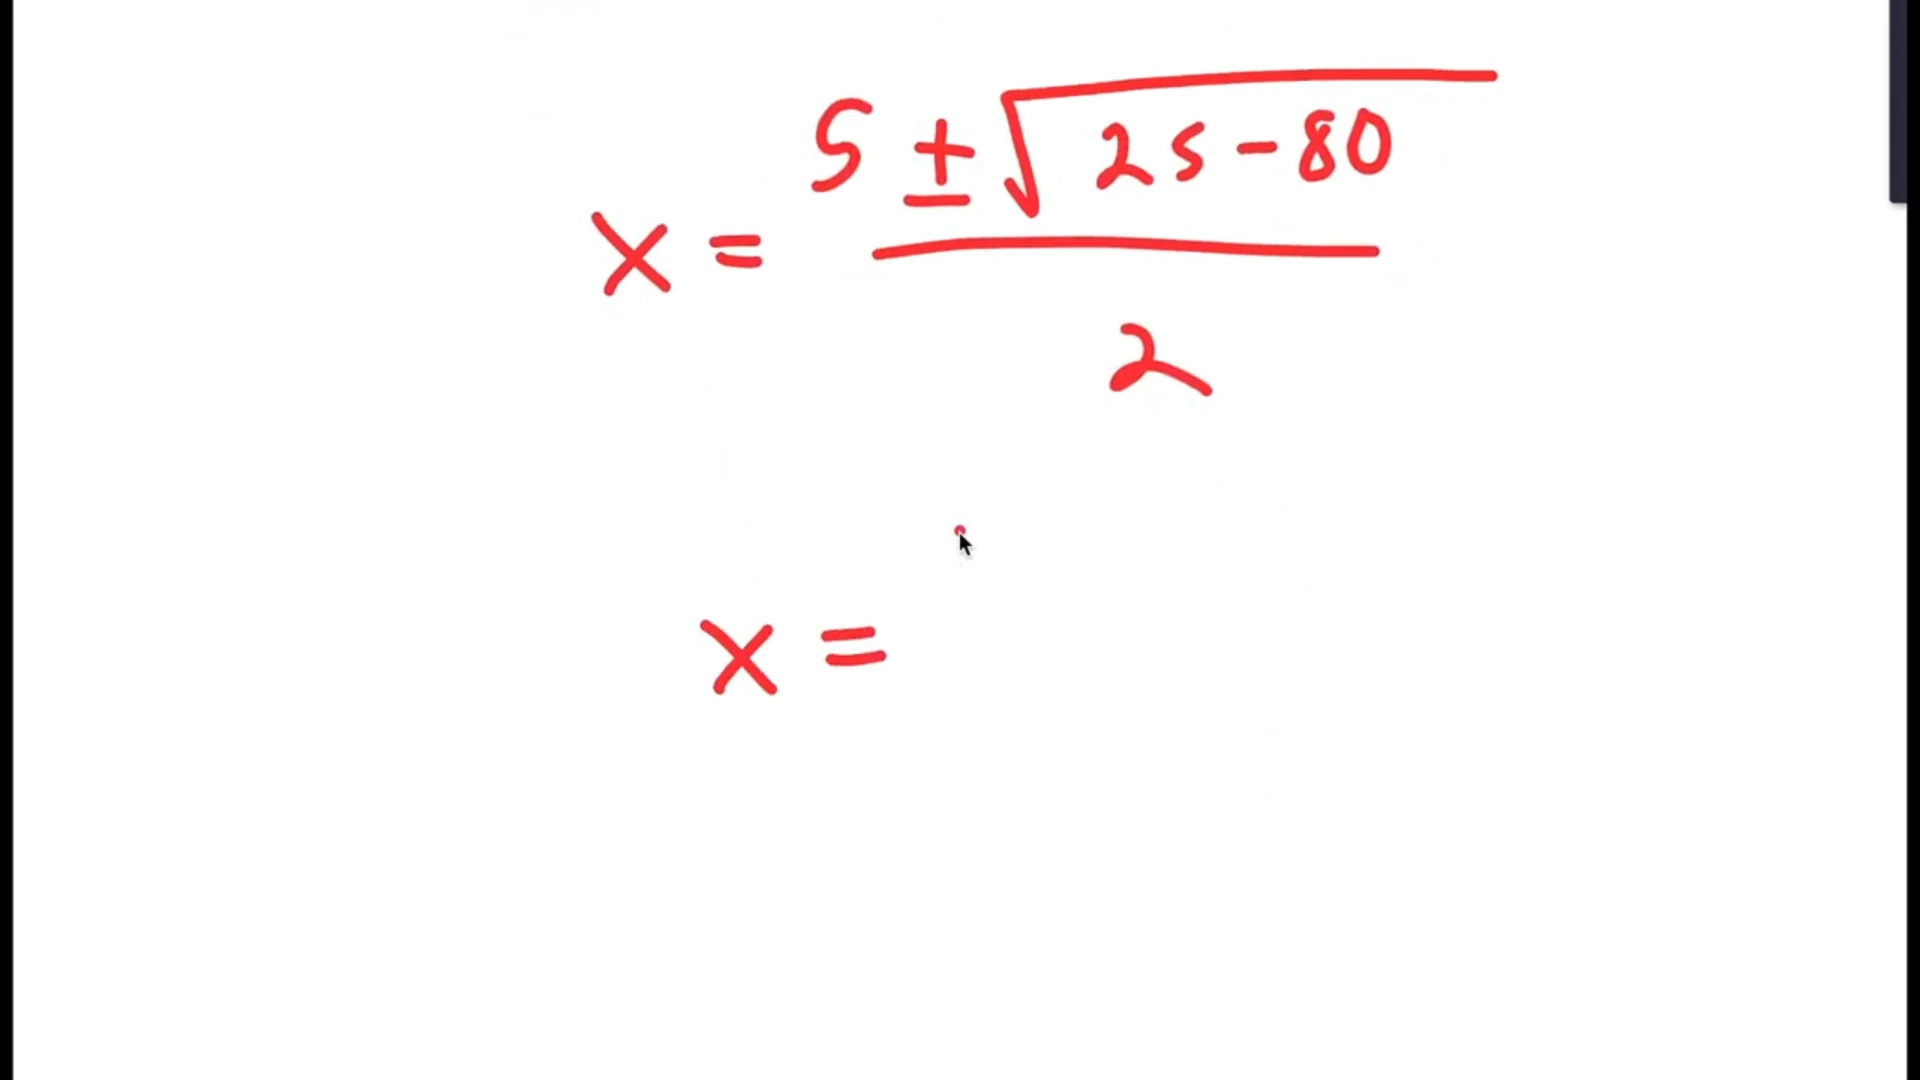 x = 5 ± √25-80 / 2
x =